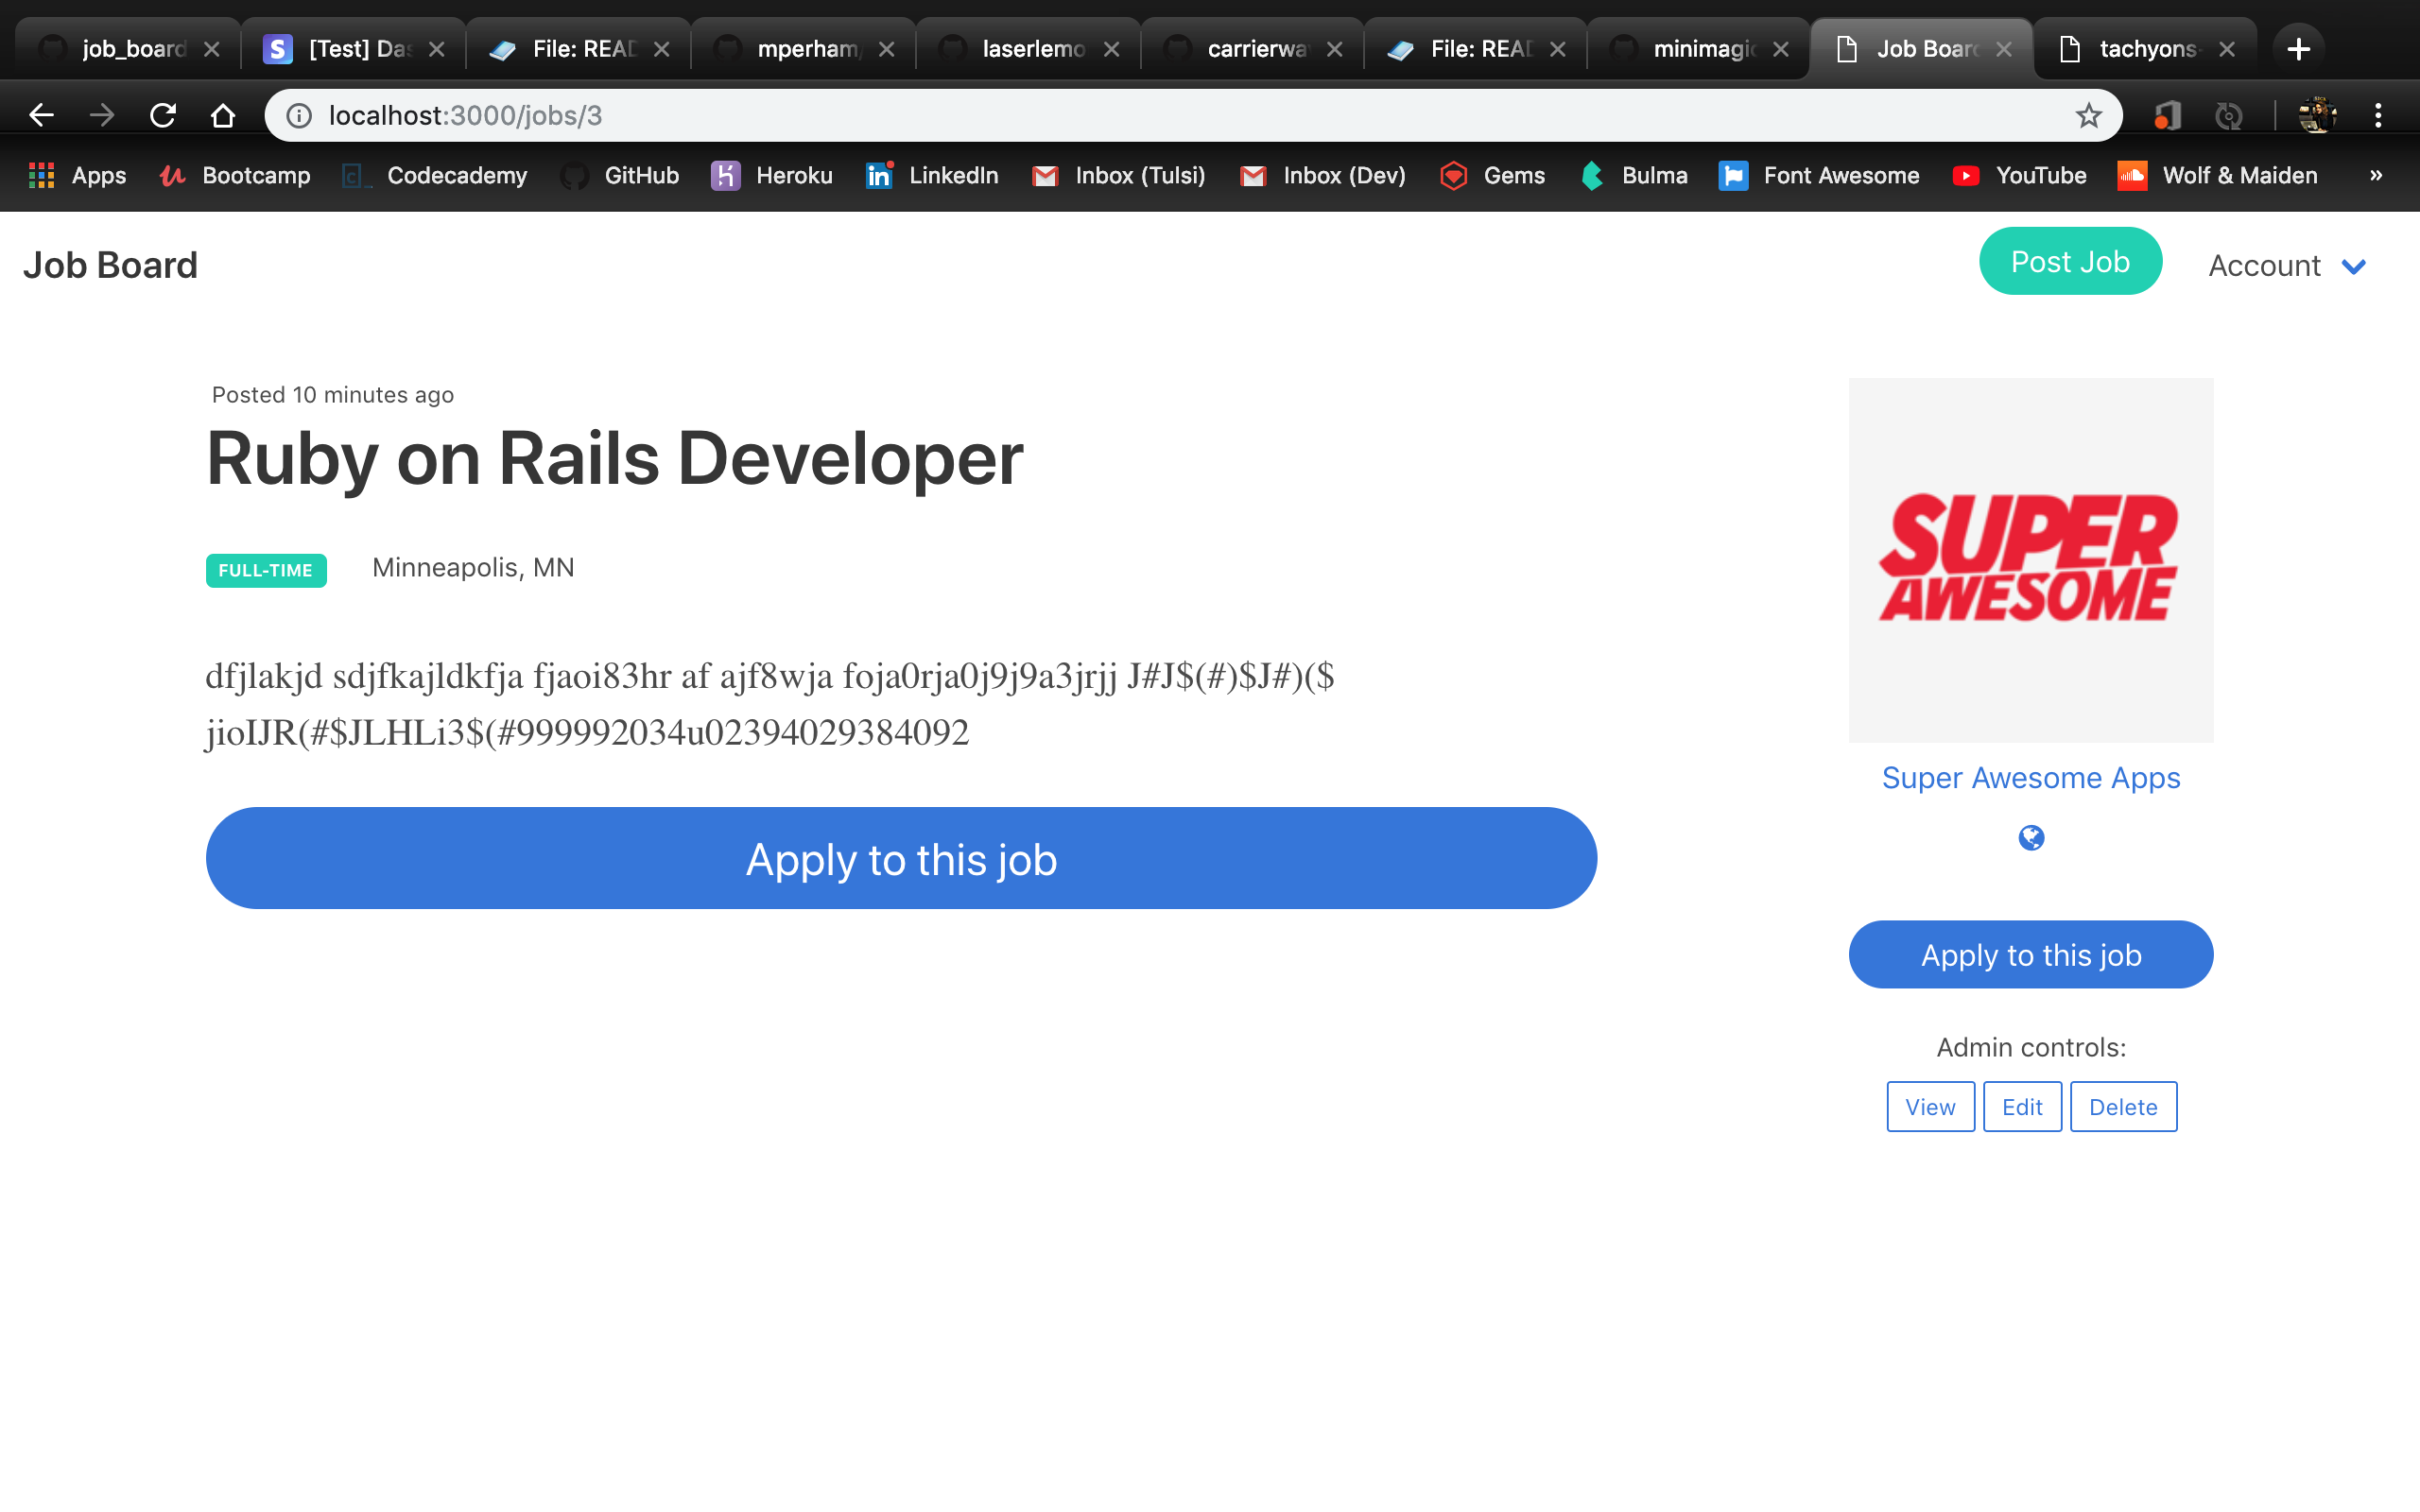 job_board
[Test] Das
File: READ
mperham/
laserlemo
carrierwa
File: READ
minimagic
Job Board
tachyons-
localhost:3000/jobs/3
Apps Bootcamp Codecademy GitHub Heroku LinkedIn Inbox (Tulsi) Inbox (Dev) Gems Bulma Font Awesome YouTube Wolf & Maiden »
Job Board
Post Job
Account
Posted 10 minutes ago
Ruby on Rails Developer
FULL-TIME
Minneapolis, MN
dfjlakjd sdjfkajldkfja fjaoi83hr af ajf8wja foja0rja0j9j9a3jrjj J#J$(#)$J#)($
jioIJR(#$JLHLi3$(#999992034u02394029384092
Apply to this job
SUPER
AWESOME
Super Awesome Apps
Apply to this job
Admin controls:
View Edit Delete